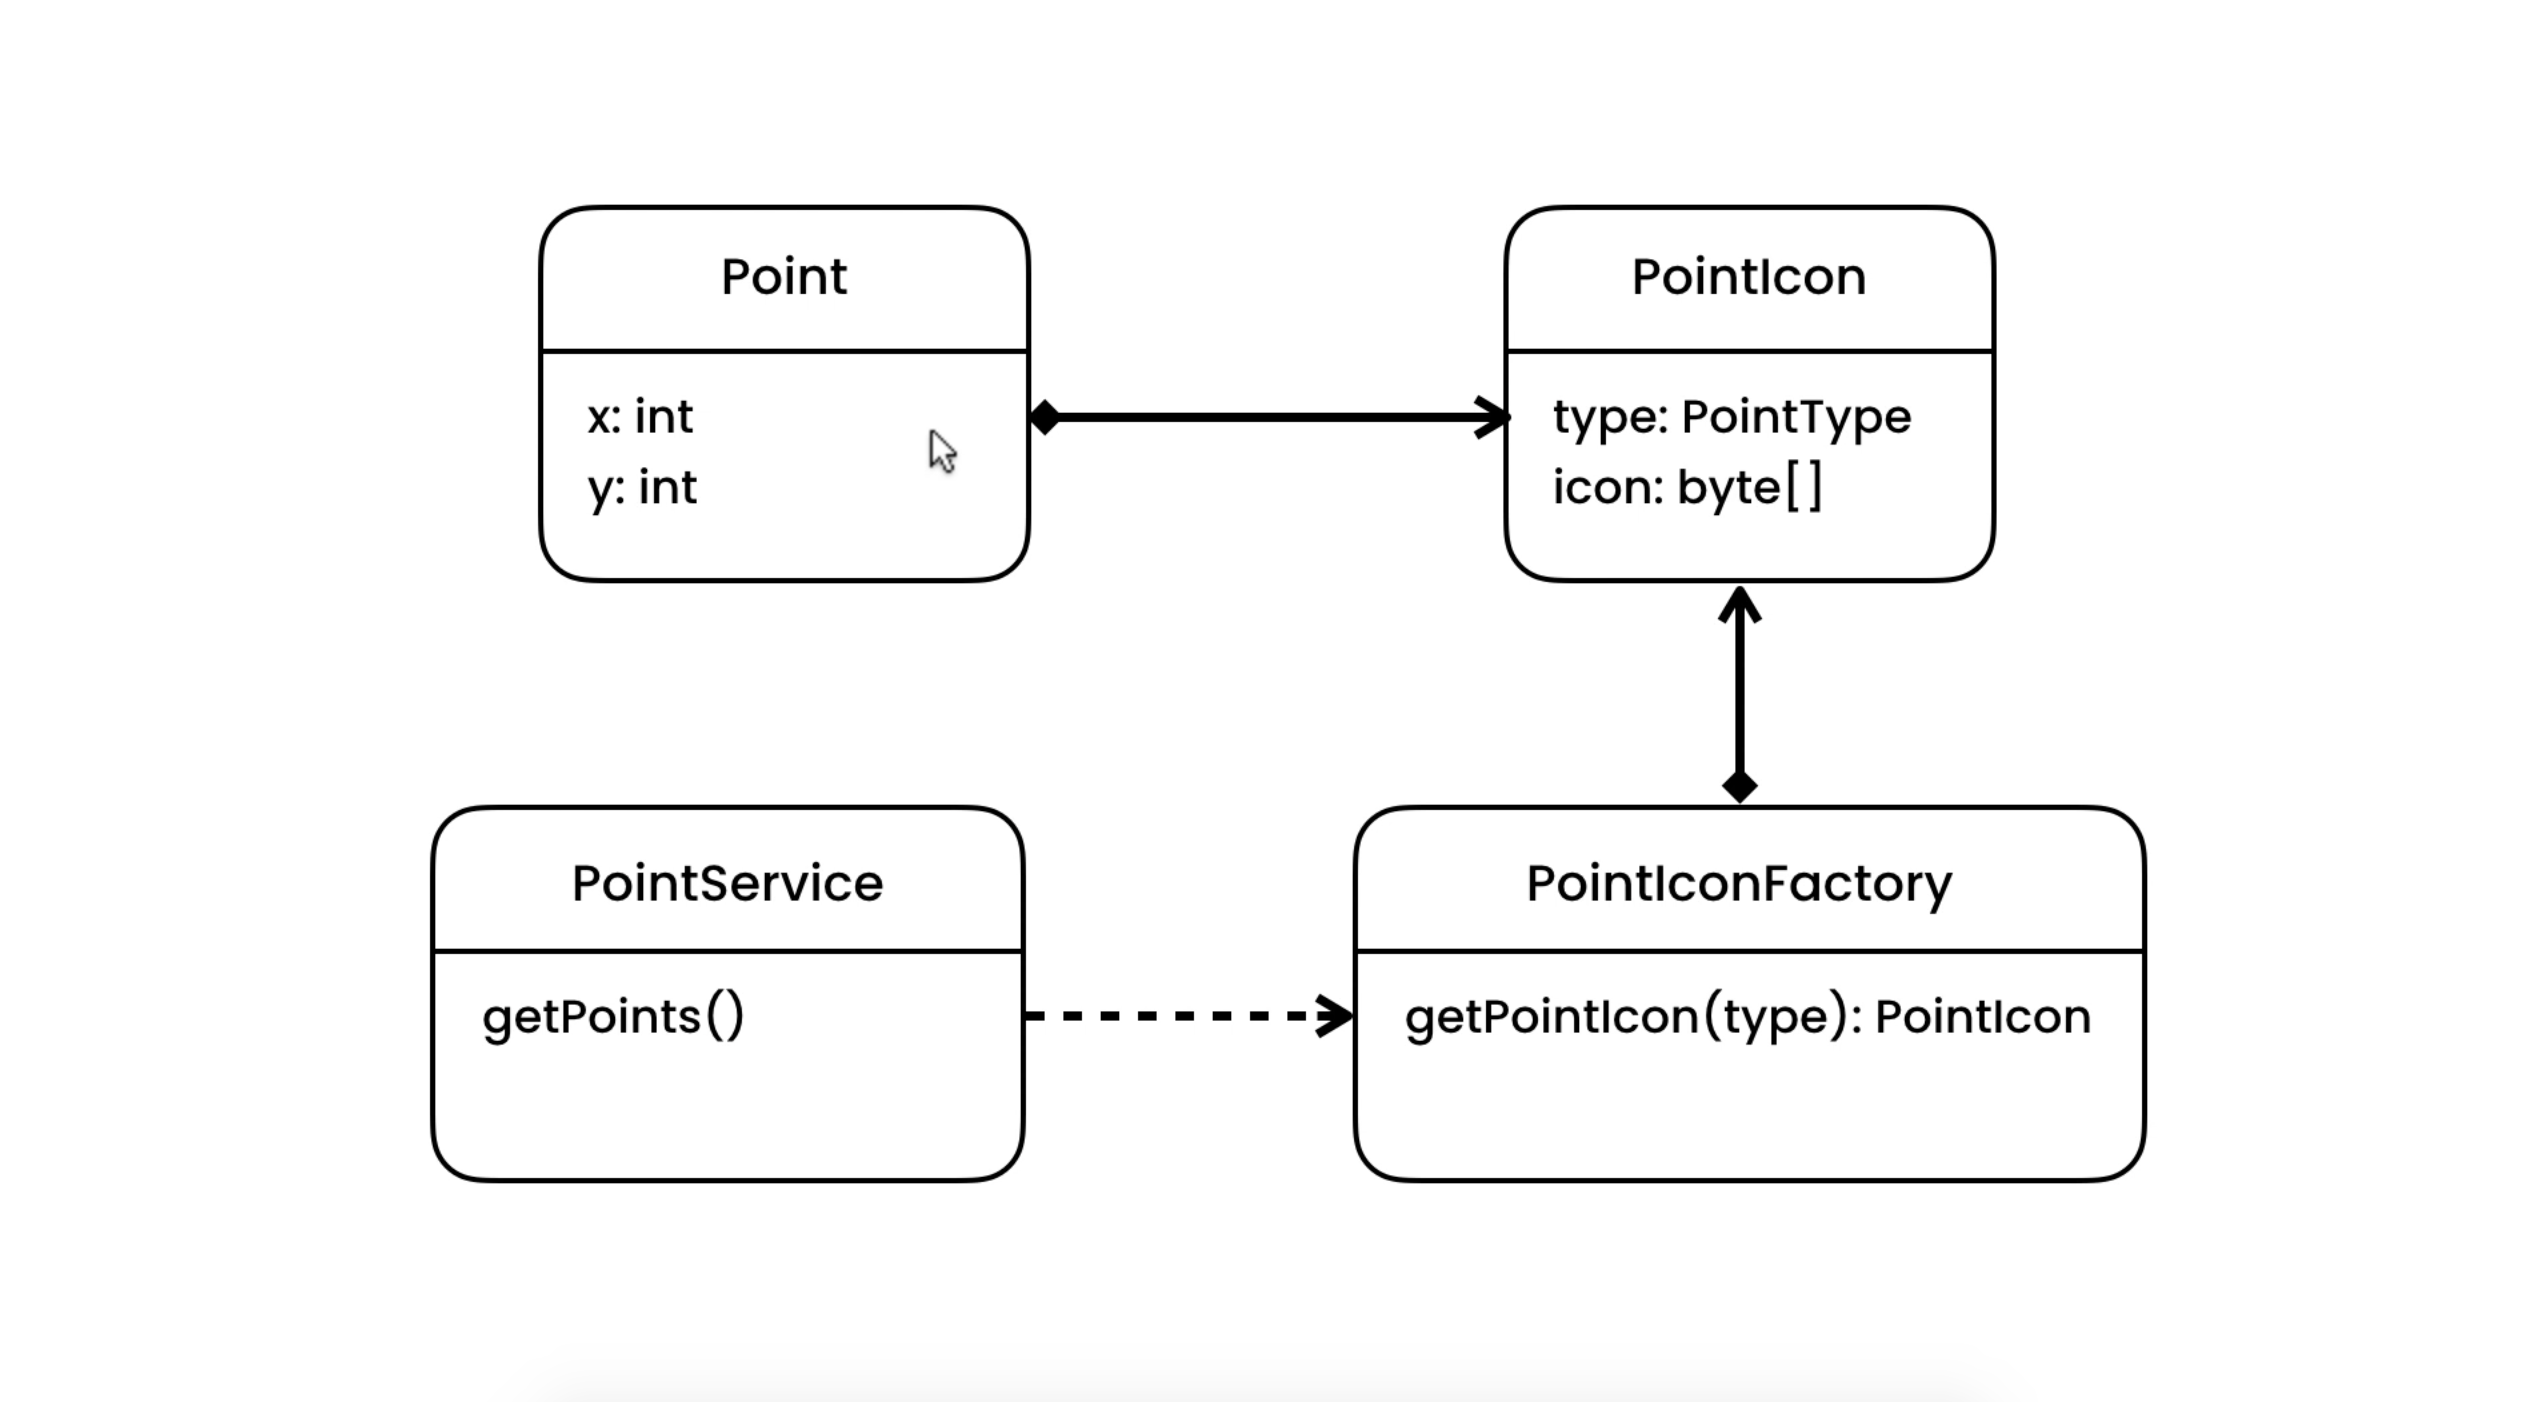 Point
x: int
y: int
PointIcon
type: PointType
icon: byte[]
PointService
getPoints()
PointIconFactory
getPointIcon(type): PointIcon